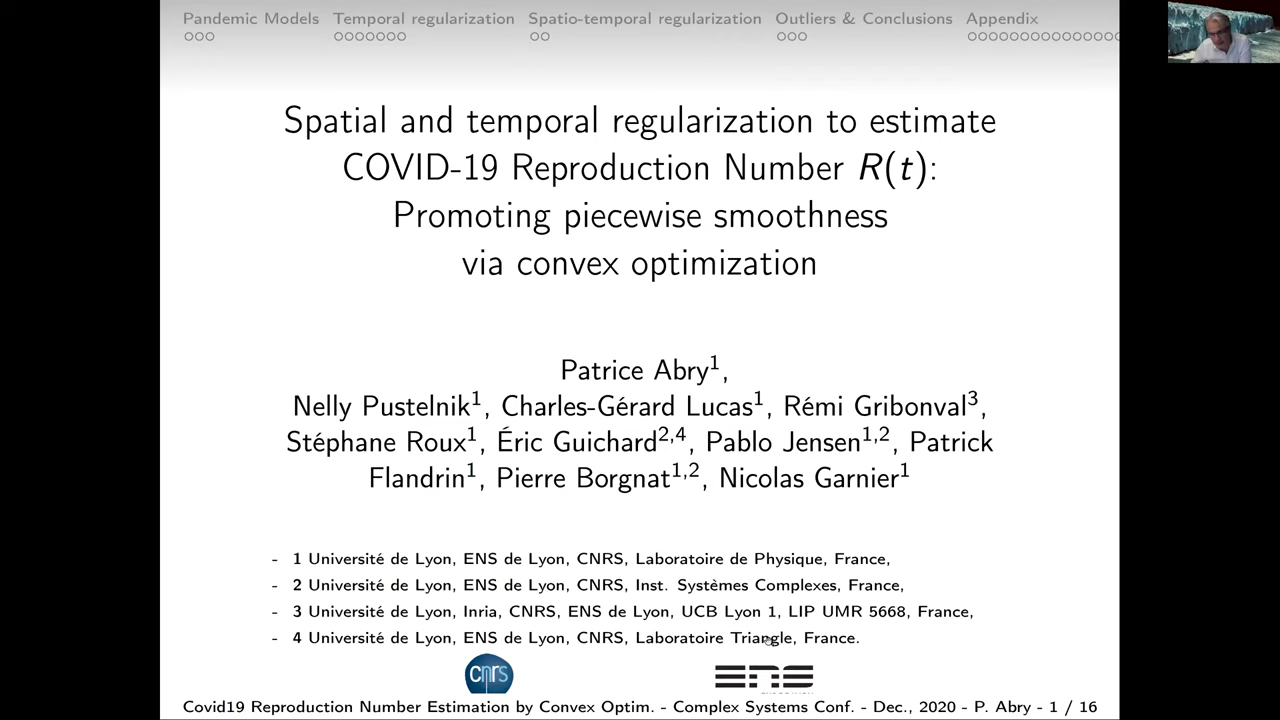 Pandemic Models Temporal regularization Spatio-temporal regularization Outliers & Conclusions Appendix
Spatial and temporal regularization to estimate
COVID-19 Reproduction Number R(t):
Promoting piecewise smoothness
via convex optimization
Patrice Abry¹,
Nelly Pustelnik¹, Charles-Gérard Lucas¹, Rémi Gribonval³,
Stéphane Roux¹, Éric Guichard²,⁴, Pablo Jensen¹,², Patrick
Flandrin¹, Pierre Borgnat¹,², Nicolas Garnier¹
- 1 Université de Lyon, ENS de Lyon, CNRS, Laboratoire de Physique, France,
- 2 Université de Lyon, ENS de Lyon, CNRS, Inst. Systèmes Complexes, France,
- 3 Université de Lyon, Inria, CNRS, ENS de Lyon, UCB Lyon 1, LIP UMR 5668, France,
- 4 Université de Lyon, ENS de Lyon, CNRS, Laboratoire Triangle, France.
cnrs ENS
Covid19 Reproduction Number Estimation by Convex Optim. - Complex Systems Conf. - Dec., 2020 - P. Abry - 1 / 16